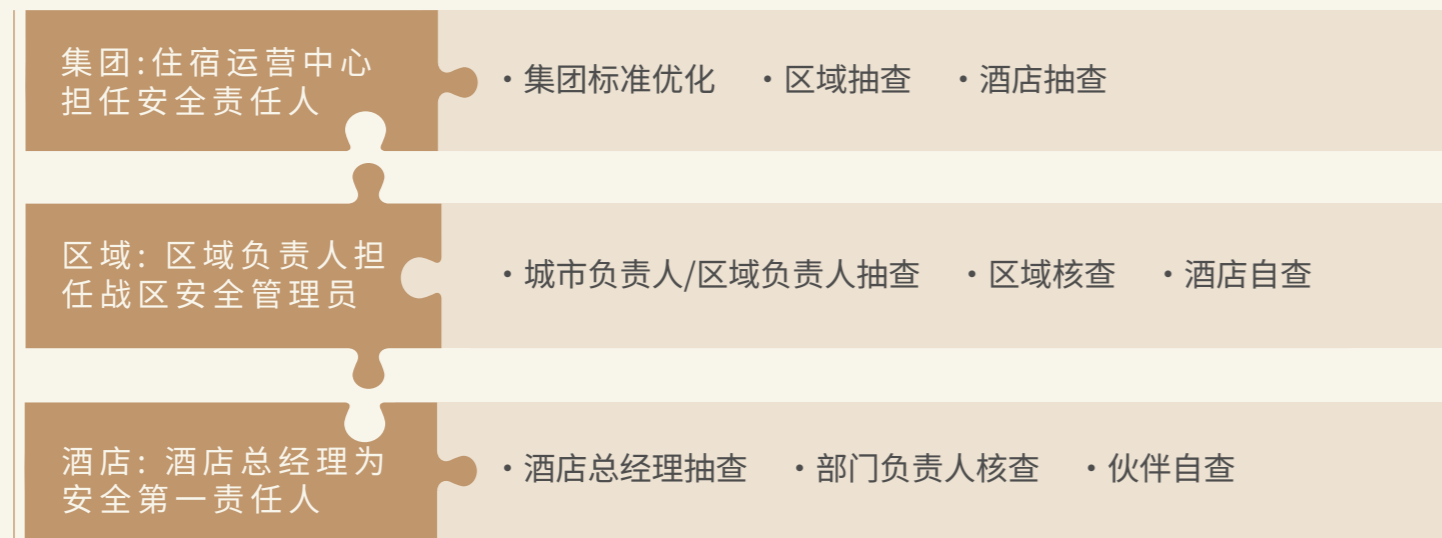 集团:住宿运营中心
担任安全责任人
・集团标准优化 ・区域抽查 ・酒店抽查
区域: 区域负责人担
任战区安全管理员
・城市负责人/区域负责人抽查 ・区域核查 ・酒店自查
酒店: 酒店总经理为
安全第一责任人
・酒店总经理抽查 ・部门负责人核查 ・伙伴自查